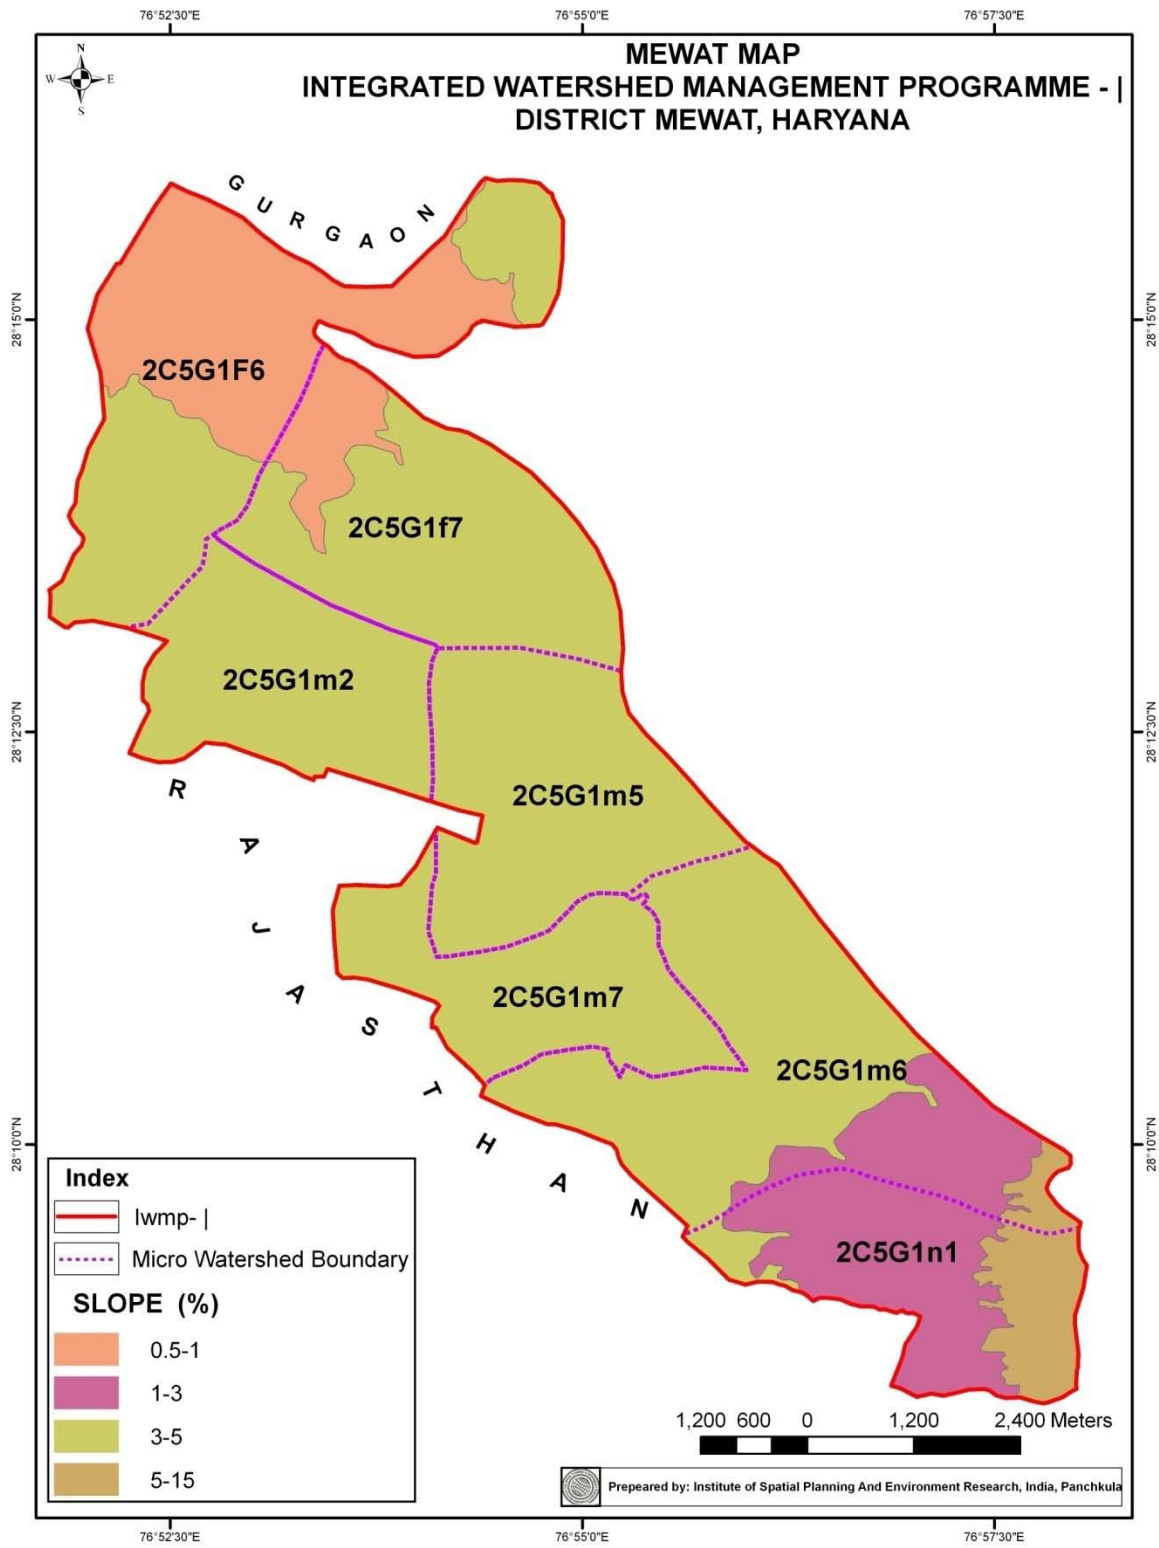 76°52'30"E
76°55'0"E
76°57'30"E
N
W E
S
MEWAT MAP
INTEGRATED WATERSHED MANAGEMENT PROGRAMME - |
DISTRICT MEWAT, HARYANA
GURGAON
28°15'0"N
28°15'0"N
2C5G1F6
2C5G1f7
2C5G1m2
28°12'30"N
28°12'30"N
2C5G1m5
RAJASTHAN
2C5G1m7
2C5G1m6
28°10'0"N
28°10'0"N
2C5G1n1
Index
Iwmp- |
Micro Watershed Boundary
SLOPE (%)
0.5-1
1-3
3-5
5-15
1,200 600 0 1,200 2,400 Meters
Prepeared by: Institute of Spatial Planning And Environment Research, India, Panchkula
76°52'30"E
76°55'0"E
76°57'30"E